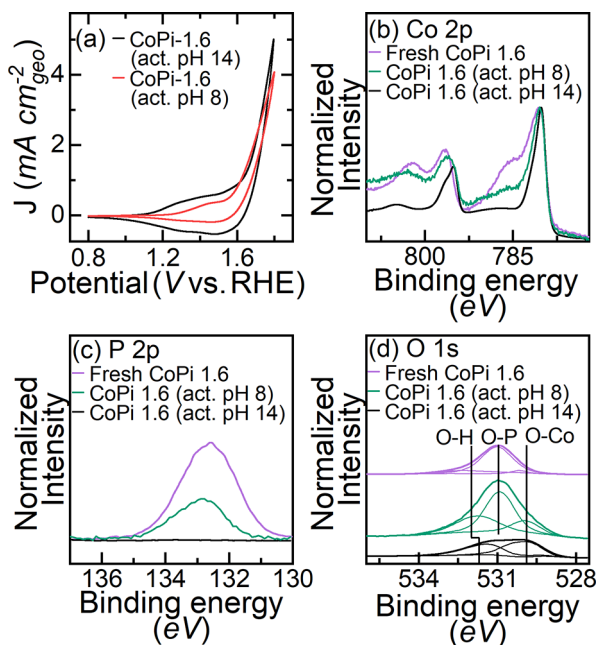 (a)
CoPi-1.6
(act. pH 14)
CoPi-1.6
(act. pH 8)
J (mA cm-2geo)
4
2
0
0.8 1.2 1.6
Potential (V vs. RHE)
(b) Co 2p
Fresh CoPi 1.6
CoPi 1.6 (act. pH 8)
CoPi 1.6 (act. pH 14)
Normalized
Intensity
800 785
Binding energy
(eV)
(c) P 2p
Fresh CoPi 1.6
CoPi 1.6 (act. pH 8)
CoPi 1.6 (act. pH 14)
Normalized
Intensity
136 134 132 130
Binding energy
(eV)
(d) O 1s
Fresh CoPi 1.6
CoPi 1.6 (act. pH 8)
CoPi 1.6 (act. pH 14)
O-H O-P O-Co
Normalized
Intensity
534 531 528
Binding energy
(eV)